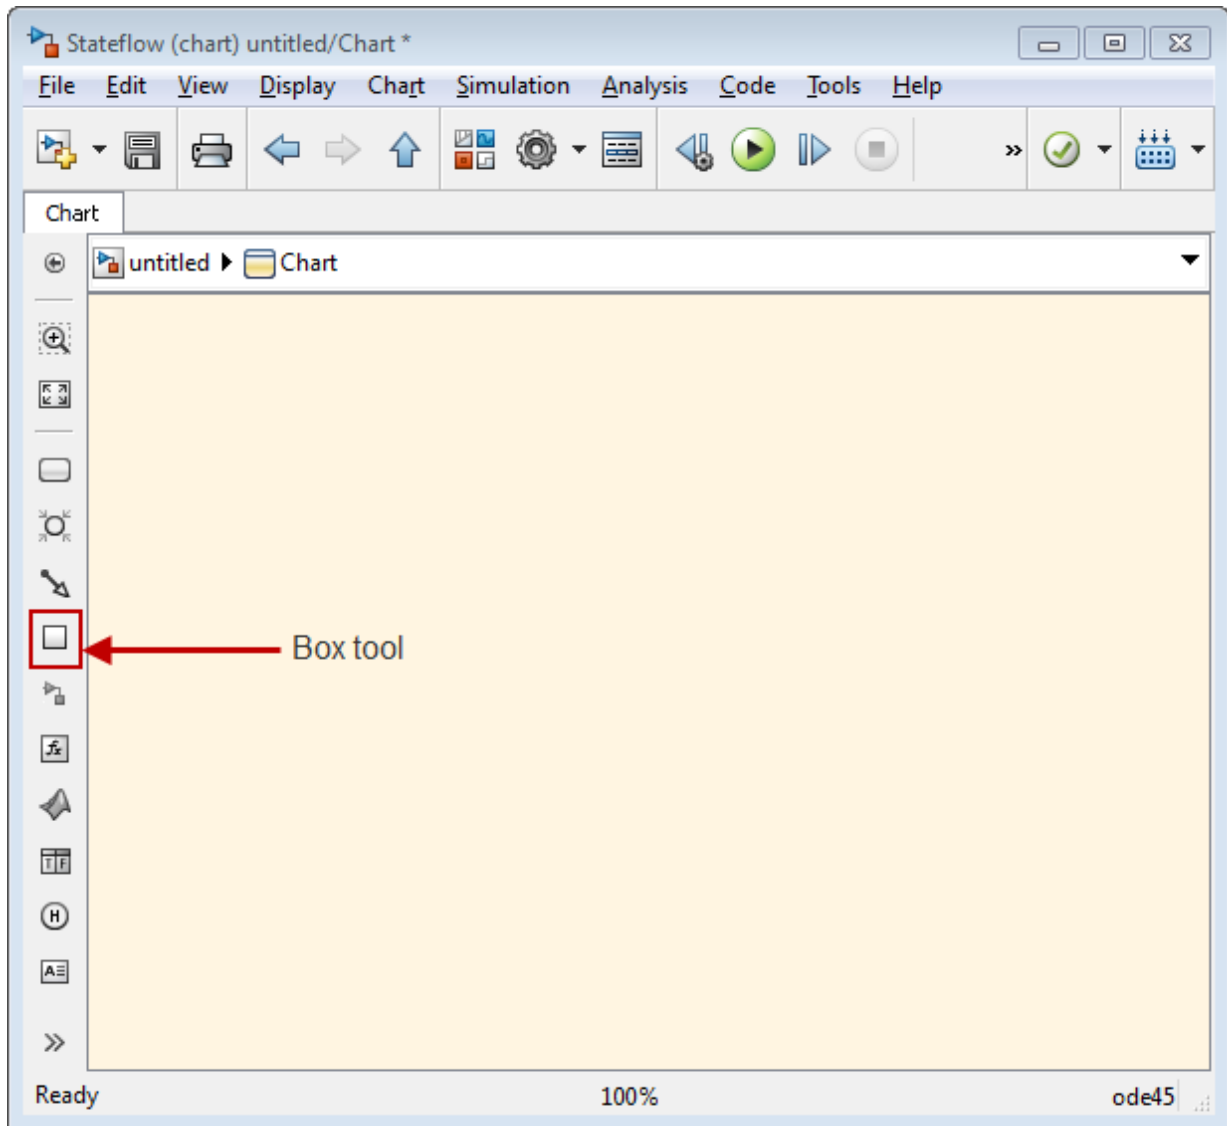 Stateflow (chart) untitled/Chart *
File Edit View Display Chart Simulation Analysis Code Tools Help
Chart
untitled Chart
Box tool
fx
T F
H
A
Ready 100% ode45